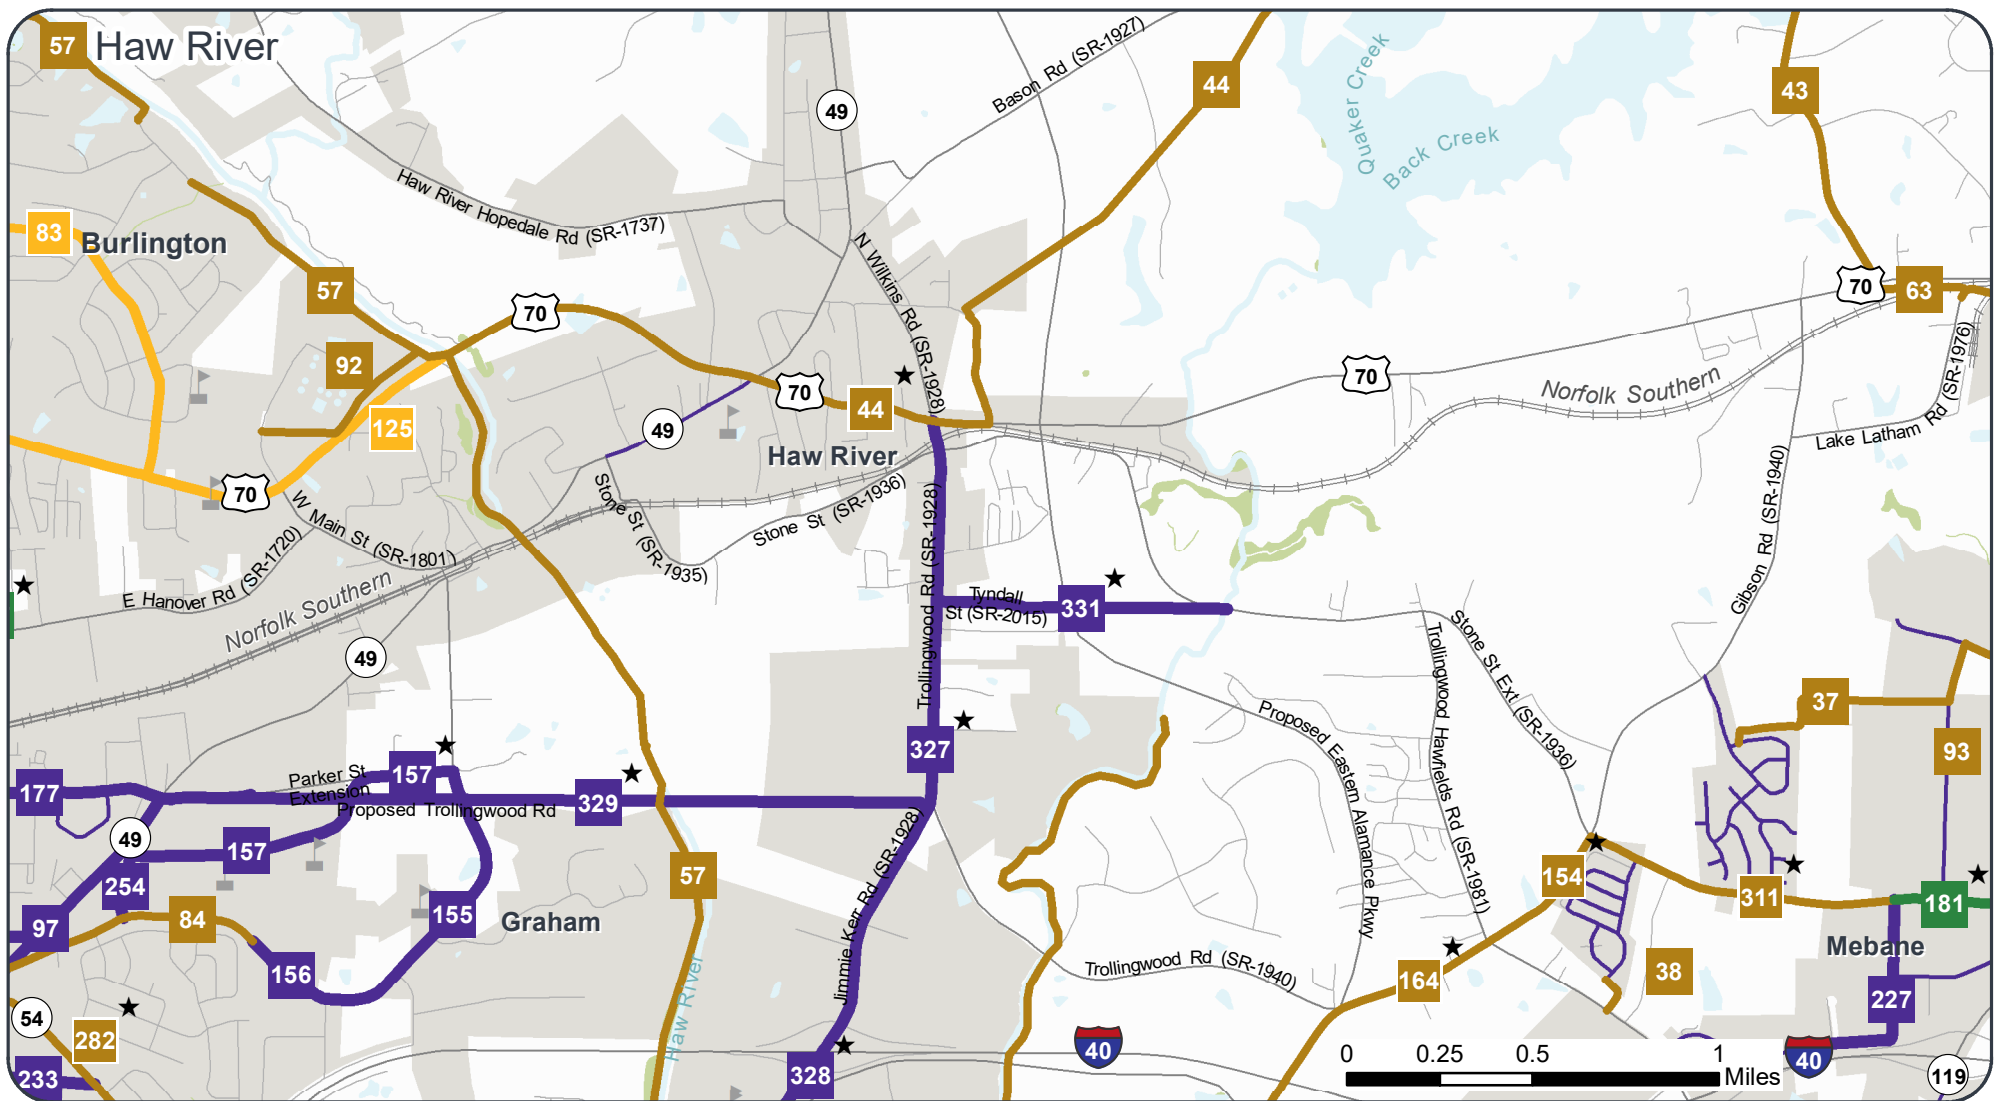 57
Haw River
49
Bason Rd (SR-1927)
44
Quaker Creek
Back Creek
43
Haw River Hopedale Rd (SR-1737)
83
Burlington
N Wilkins Rd (SR-1928)
57
70
70
63
92
70
44
70
Norfolk Southern
Lake Latham Rd (SR-1976)
125
49
Haw River
70
W Main St (SR-1801)
Stone St (SR-1935)
Stone St (SR-1936)
Trollingwood Rd (SR-1928)
Gibson Rd (SR-1940)
E Hanover Rd (SR-1720)
Norfolk Southern
Tyndall
St (SR-2015)
331
49
Trollingwood Hawfields Rd (SR-1981)
Stone St Ext (SR-1936)
37
Proposed Eastern Alamance Pkwy
327
93
177
Parker St
Extension
157
329
Proposed Trollingwood Rd
49
157
Jimmie Kerr Rd (SR-1928)
254
57
154
311
181
97
84
155
Graham
Mebane
156
Haw River
Trollingwood Rd (SR-1940)
164
38
227
54
282
40
0 0.25 0.5 1
Miles
40
233
328
119